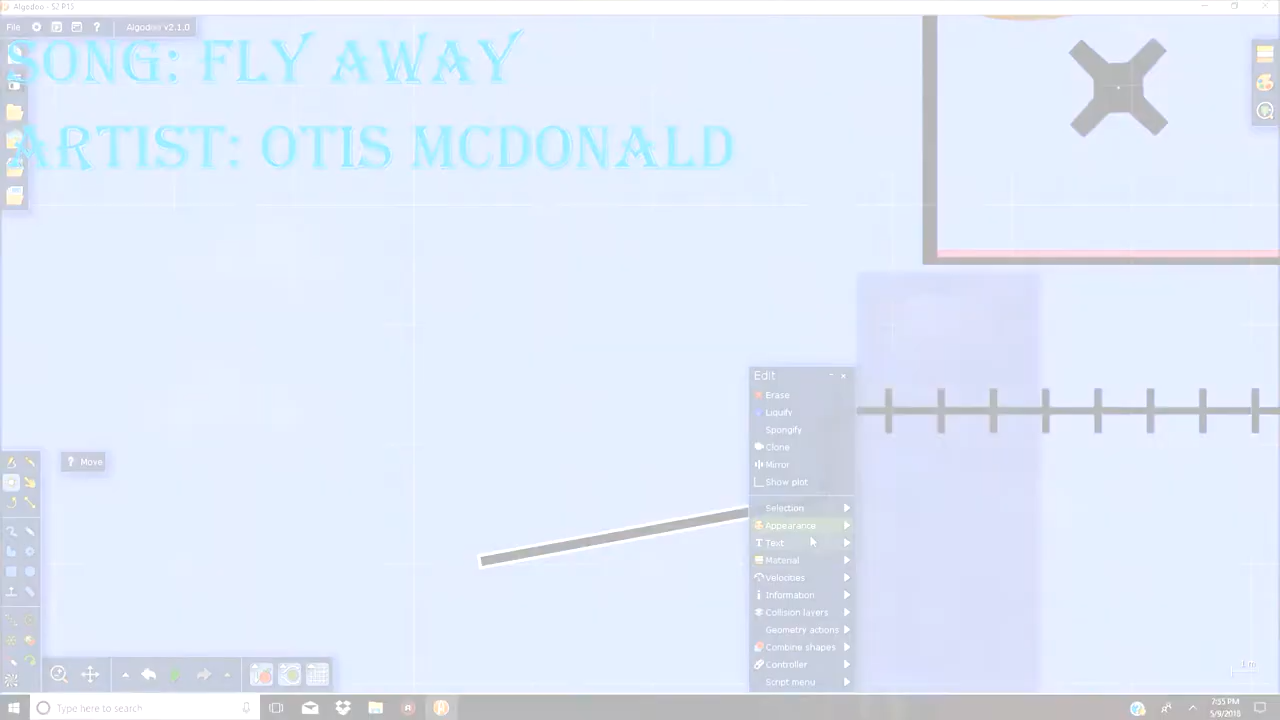 Algodoo - S2 P15
File
Algodoo v2.1.0
SONG: FLY AWAY
ARTIST: OTIS MCDONALD
Edit
Erase
Liquify
Spongify
Clone
Mirror
Show plot
Selection
Appearance
Text
Material
Velocities
Information
Collision layers
Geometry actions
Combine shapes
Controller
Script menu
? Move
1 m
Type here to search
7:55 PM
5/9/2018